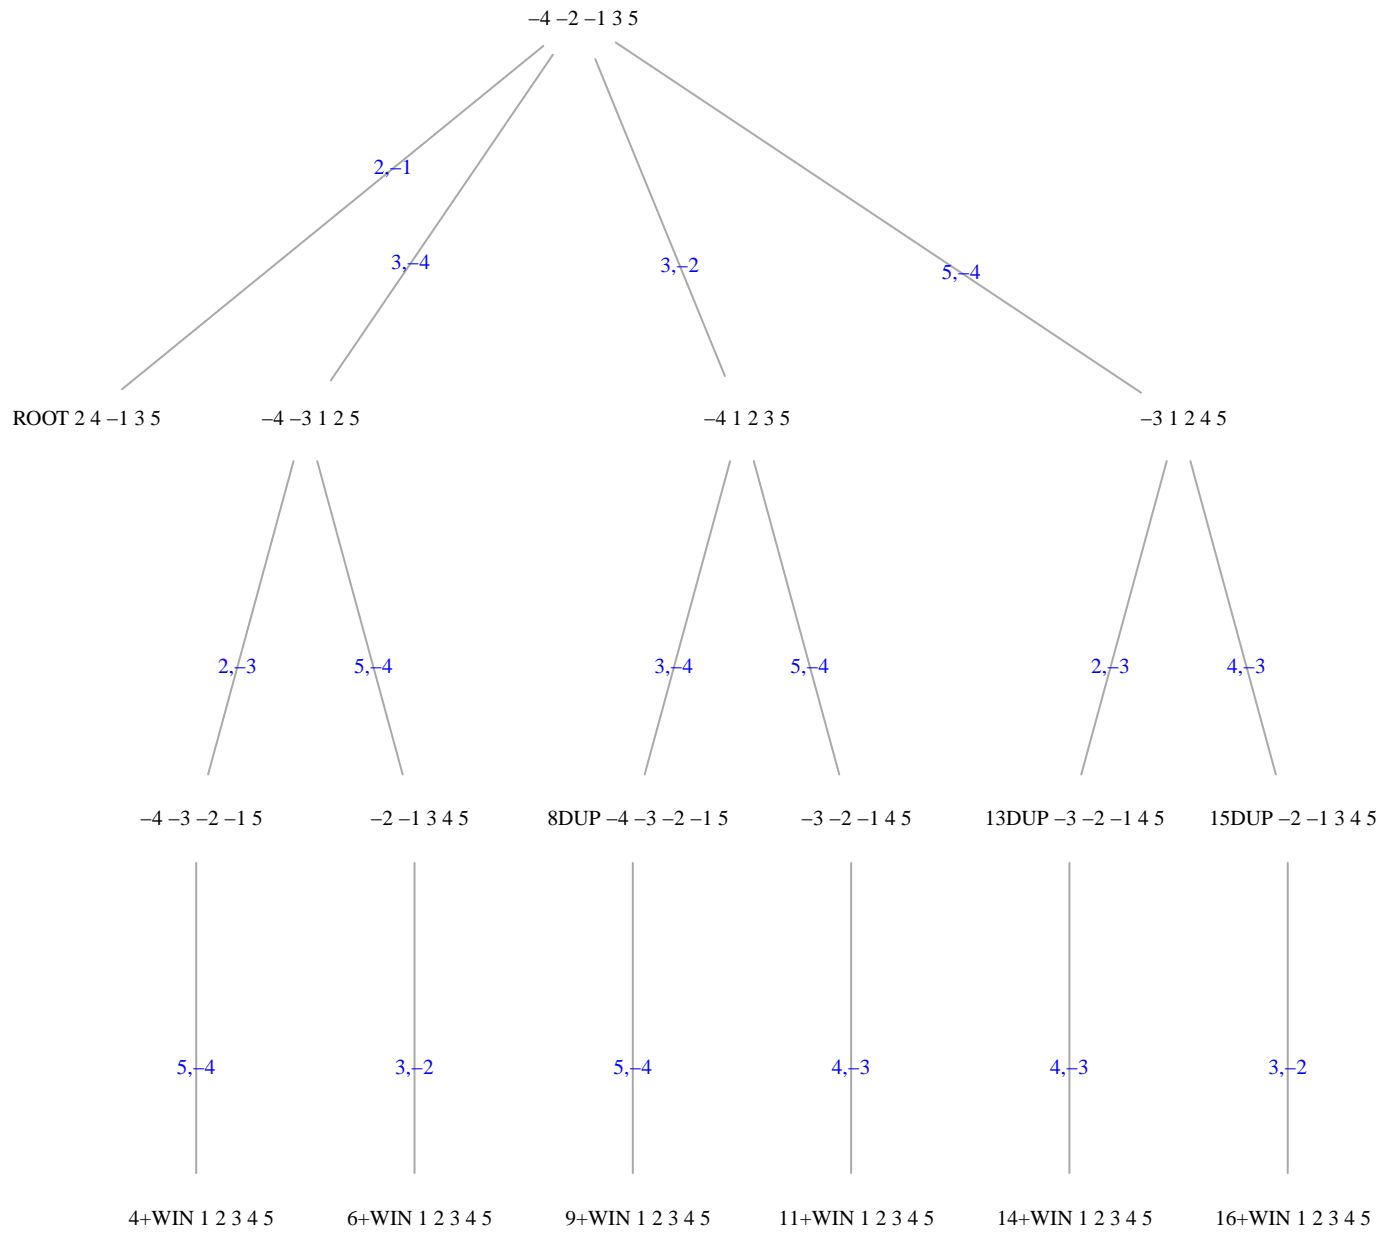 −4 −2 −1 3 5
2,−1
3,−4
3,−2
5,−4
ROOT 2 4 −1 3 5
−4 −3 1 2 5
−4 1 2 3 5
−3 1 2 4 5
2,−3
5,−4
3,−4
5,−4
2,−3
4,−3
−4 −3 −2 −1 5
−2 −1 3 4 5
8DUP −4 −3 −2 −1 5
−3 −2 −1 4 5
13DUP −3 −2 −1 4 5
15DUP −2 −1 3 4 5
5,−4
3,−2
5,−4
4,−3
4,−3
3,−2
4+WIN 1 2 3 4 5
6+WIN 1 2 3 4 5
9+WIN 1 2 3 4 5
11+WIN 1 2 3 4 5
14+WIN 1 2 3 4 5
16+WIN 1 2 3 4 5